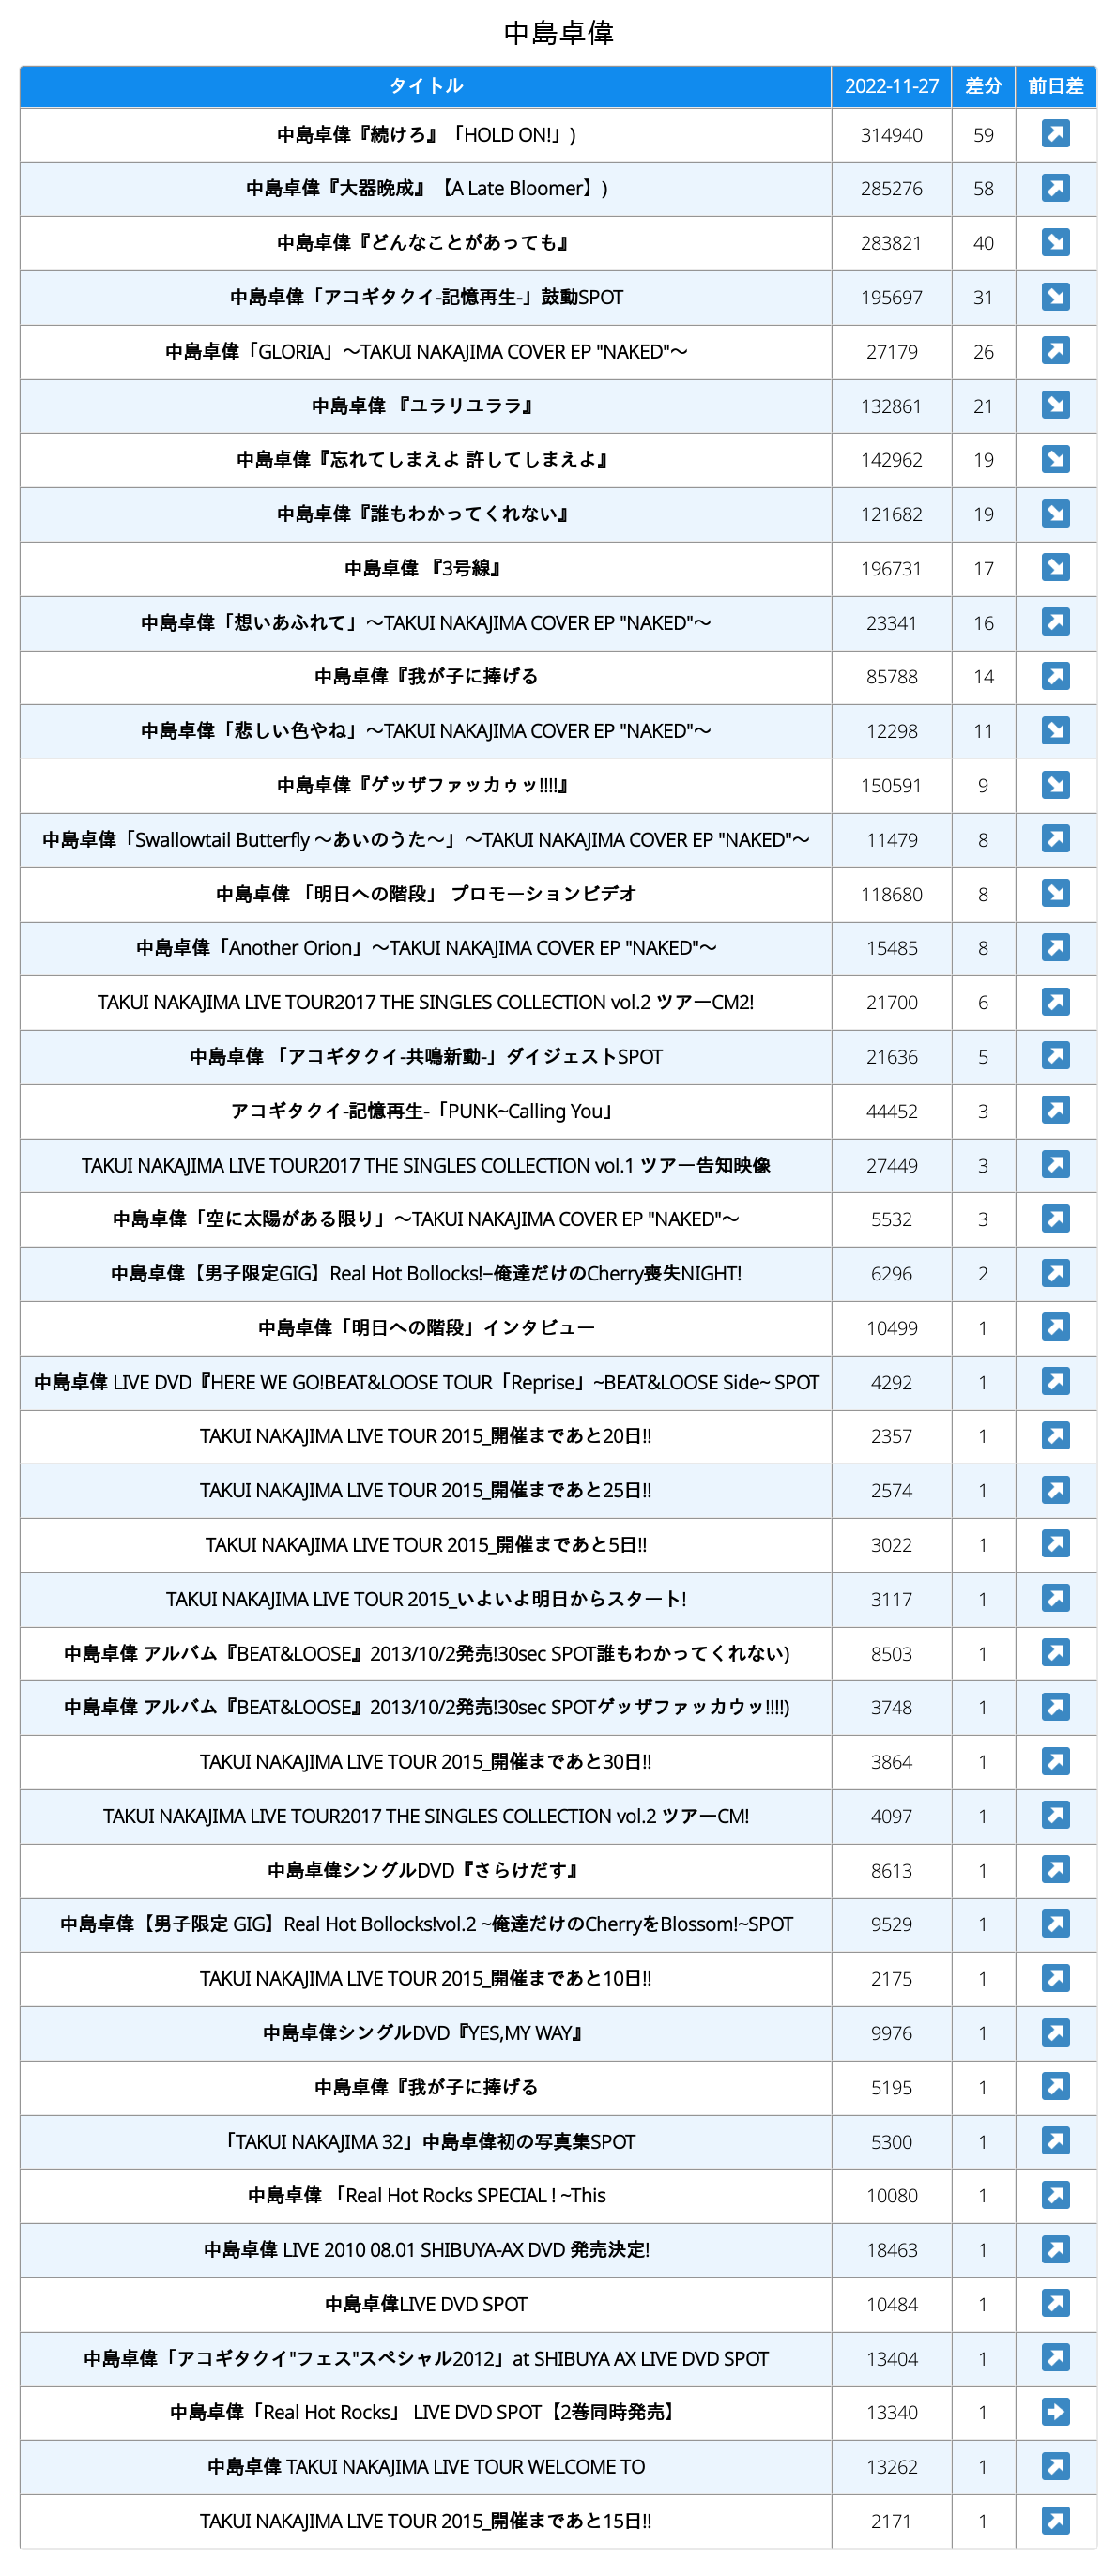 中島卓偉
タイトル 2022-11-27 差分 前日差
中島卓偉『続けろ』「HOLD ON!」) 314940 59 ↗
中島卓偉『大器晩成』【A Late Bloomer】) 285276 58 ↗
中島卓偉『どんなことがあっても』 283821 40 ↘
中島卓偉「アコギタクイ-記憶再生-」鼓動SPOT 195697 31 ↘
中島卓偉「GLORIA」〜TAKUI NAKAJIMA COVER EP "NAKED"〜 27179 26 ↗
中島卓偉 『ユラリユララ』 132861 21 ↘
中島卓偉『忘れてしまえよ 許してしまえよ』 142962 19 ↘
中島卓偉『誰もわかってくれない』 121682 19 ↘
中島卓偉 『3号線』 196731 17 ↘
中島卓偉「想いあふれて」〜TAKUI NAKAJIMA COVER EP "NAKED"〜 23341 16 ↗
中島卓偉『我が子に捧げる 85788 14 ↗
中島卓偉「悲しい色やね」〜TAKUI NAKAJIMA COVER EP "NAKED"〜 12298 11 ↘
中島卓偉『ゲッザファッカゥッ!!!!』 150591 9 ↘
中島卓偉「Swallowtail Butterfly 〜あいのうた〜」〜TAKUI NAKAJIMA COVER EP "NAKED"〜 11479 8 ↗
中島卓偉 「明日への階段」 プロモーションビデオ 118680 8 ↘
中島卓偉「Another Orion」〜TAKUI NAKAJIMA COVER EP "NAKED"〜 15485 8 ↗
TAKUI NAKAJIMA LIVE TOUR2017 THE SINGLES COLLECTION vol.2 ツアーCM2! 21700 6 ↗
中島卓偉 「アコギタクイ-共鳴新動-」ダイジェストSPOT 21636 5 ↗
アコギタクイ-記憶再生-「PUNK~Calling You」 44452 3 ↗
TAKUI NAKAJIMA LIVE TOUR2017 THE SINGLES COLLECTION vol.1 ツアー告知映像 27449 3 ↗
中島卓偉「空に太陽がある限り」〜TAKUI NAKAJIMA COVER EP "NAKED"〜 5532 3 ↗
中島卓偉【男子限定GIG】Real Hot Bollocks!−俺達だけのCherry喪失NIGHT! 6296 2 ↗
中島卓偉「明日への階段」インタビュー 10499 1 ↗
中島卓偉 LIVE DVD『HERE WE GO!BEAT&LOOSE TOUR「Reprise」~BEAT&LOOSE Side~ SPOT 4292 1 ↗
TAKUI NAKAJIMA LIVE TOUR 2015_開催まであと20日!! 2357 1 ↗
TAKUI NAKAJIMA LIVE TOUR 2015_開催まであと25日!! 2574 1 ↗
TAKUI NAKAJIMA LIVE TOUR 2015_開催まであと5日!! 3022 1 ↗
TAKUI NAKAJIMA LIVE TOUR 2015_いよいよ明日からスタート! 3117 1 ↗
中島卓偉 アルバム『BEAT&LOOSE』2013/10/2発売!30sec SPOT誰もわかってくれない) 8503 1 ↗
中島卓偉 アルバム『BEAT&LOOSE』2013/10/2発売!30sec SPOTゲッザファッカウッ!!!!) 3748 1 ↗
TAKUI NAKAJIMA LIVE TOUR 2015_開催まであと30日!! 3864 1 ↗
TAKUI NAKAJIMA LIVE TOUR2017 THE SINGLES COLLECTION vol.2 ツアーCM! 4097 1 ↗
中島卓偉シングルDVD『さらけだす』 8613 1 ↗
中島卓偉【男子限定 GIG】Real Hot Bollocks!vol.2 ~俺達だけのCherryをBlossom!~SPOT 9529 1 ↗
TAKUI NAKAJIMA LIVE TOUR 2015_開催まであと10日!! 2175 1 ↗
中島卓偉シングルDVD『YES,MY WAY』 9976 1 ↗
中島卓偉『我が子に捧げる 5195 1 ↗
「TAKUI NAKAJIMA 32」中島卓偉初の写真集SPOT 5300 1 ↗
中島卓偉 「Real Hot Rocks SPECIAL ! ~This 10080 1 ↗
中島卓偉 LIVE 2010 08.01 SHIBUYA-AX DVD 発売決定! 18463 1 ↗
中島卓偉LIVE DVD SPOT 10484 1 ↗
中島卓偉「アコギタクイ"フェス"スペシャル2012」at SHIBUYA AX LIVE DVD SPOT 13404 1 ↗
中島卓偉「Real Hot Rocks」 LIVE DVD SPOT【2巻同時発売】 13340 1 ➡
中島卓偉 TAKUI NAKAJIMA LIVE TOUR WELCOME TO 13262 1 ↗
TAKUI NAKAJIMA LIVE TOUR 2015_開催まであと15日!! 2171 1 ↗